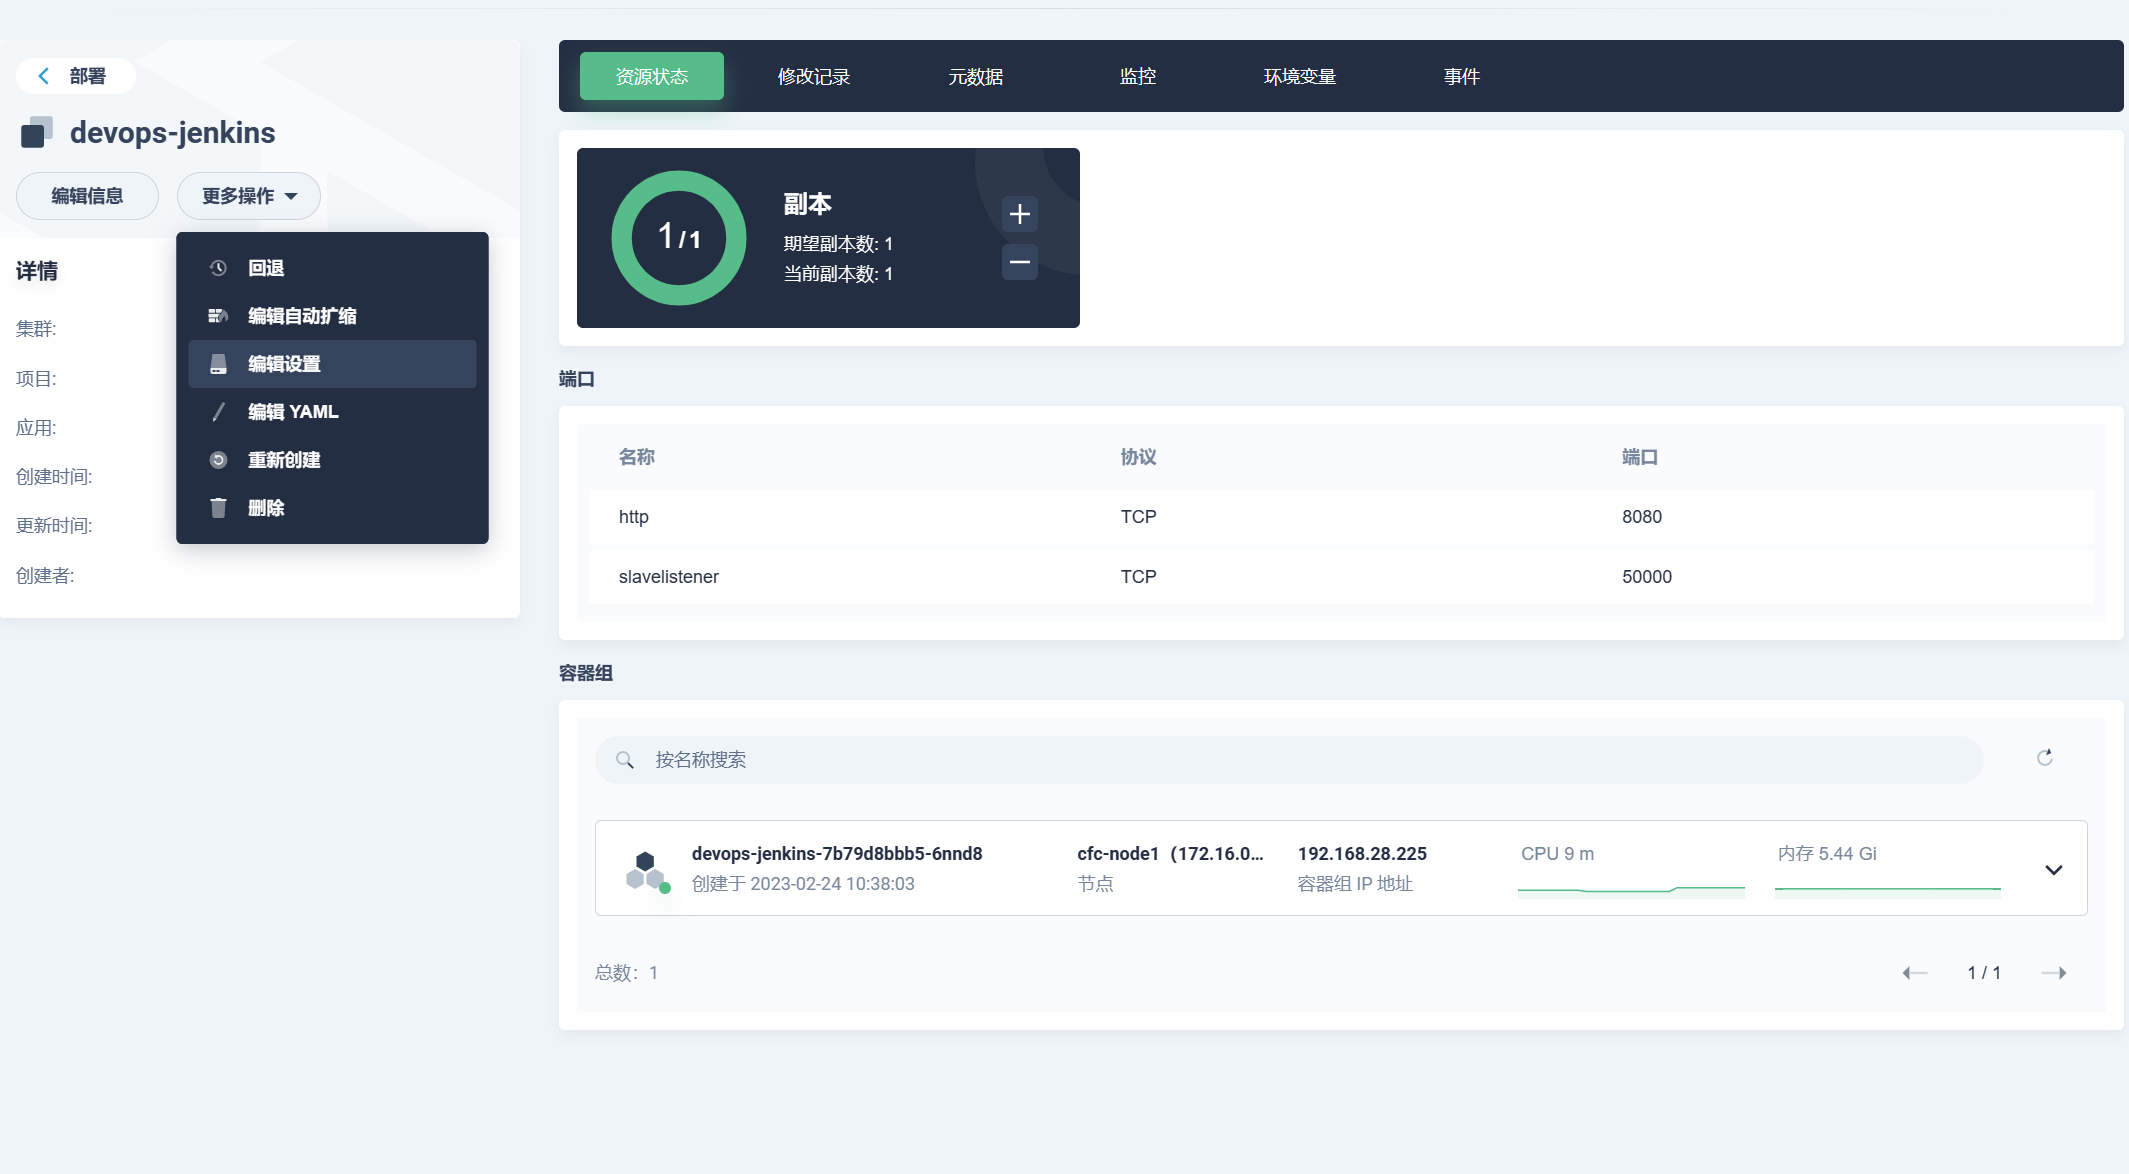 部署
devops-jenkins
编辑信息
更多操作
回退
编辑自动扩缩
编辑设置
编辑 YAML
重新创建
删除
详情
集群:
项目:
应用:
创建时间:
更新时间:
创建者:
资源状态
修改记录
元数据
监控
环境变量
事件
1/1
副本
期望副本数: 1
当前副本数: 1
端口
名称 协议 端口
http TCP 8080
slavelistener TCP 50000
容器组
按名称搜索
devops-jenkins-7b79d8bbb5-6nnd8
创建于 2023-02-24 10:38:03
cfc-node1（172.16.0...
节点
192.168.28.225
容器组 IP 地址
CPU 9 m
内存 5.44 Gi
总数：1
1 / 1